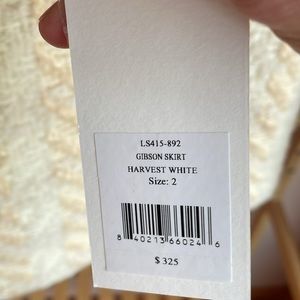 LS415-892
GIBSON SKIRT
HARVEST WHITE
Size: 2
8 40213 66024 6
$ 325